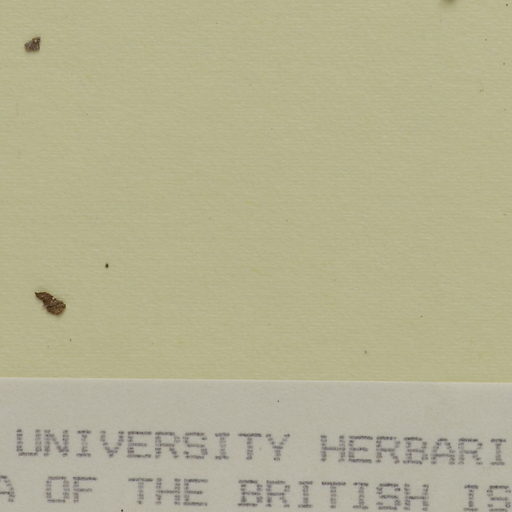 UNIVERSITY HERBARI
A OF THE BRITISH IS